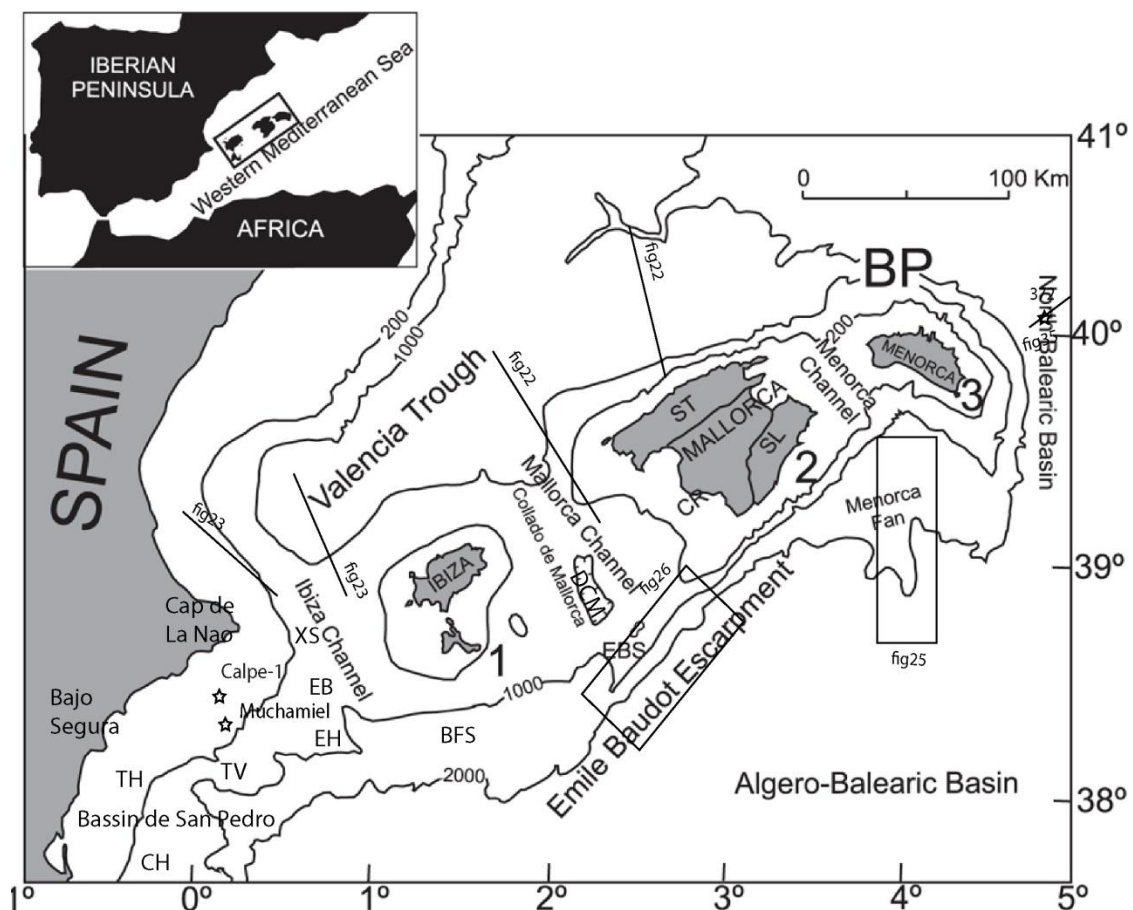 IBERIAN
PENINSULA
Western Mediterranean Sea
AFRICA
41º
0 100 Km
fig22
BP
North Balearic Basin
372
40º
200
1000
200
MENORCA
Menorca
Channel
3
SPAIN
Valencia Trough
fig22
ST
MALLORCA
SL
2
CR
Menorca
Fan
fig23
fig23
Mallorca Channel
Collado de Mallorca
DCM
fig26
39º
IBIZA
Ibiza Channel
1
Cap de
La Nao
XS
EBS
fig25
Calpe-1
Bajo
Segura
Muchamiel
EB
EH
1000
BFS
Emile Baudot Escarpment
TH
TV
2000
Algero-Balearic Basin
38º
Bassin de San Pedro
CH
1º 0º 1º 2º 3º 4º 5º